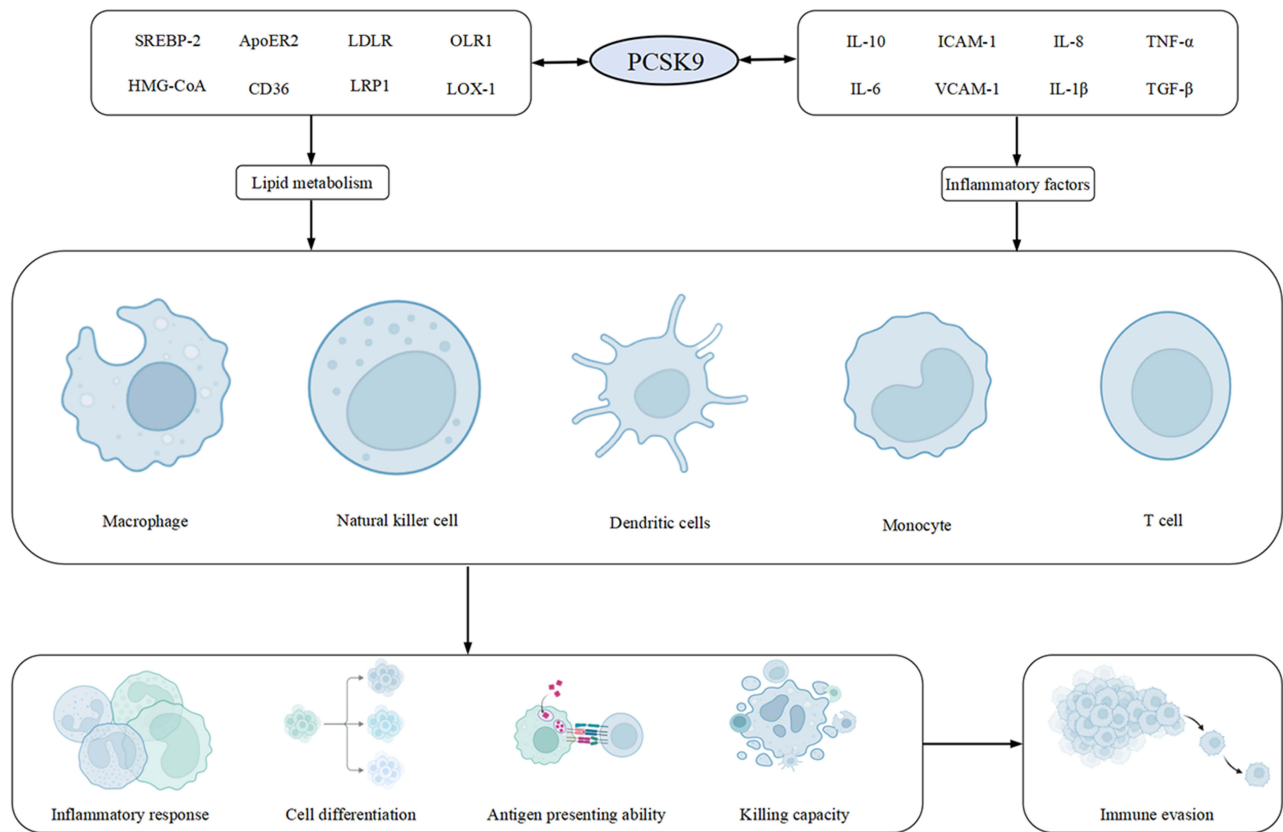 SREBP-2 ApoER2 LDLR OLR1
HMG-CoA CD36 LRP1 LOX-1
PCSK9
IL-10 ICAM-1 IL-8 TNF-α
IL-6 VCAM-1 IL-1β TGF-β
Lipid metabolism
Inflammatory factors
Macrophage
Natural killer cell
Dendritic cells
Monocyte
T cell
Inflammatory response
Cell differentiation
Antigen presenting ability
Killing capacity
Immune evasion